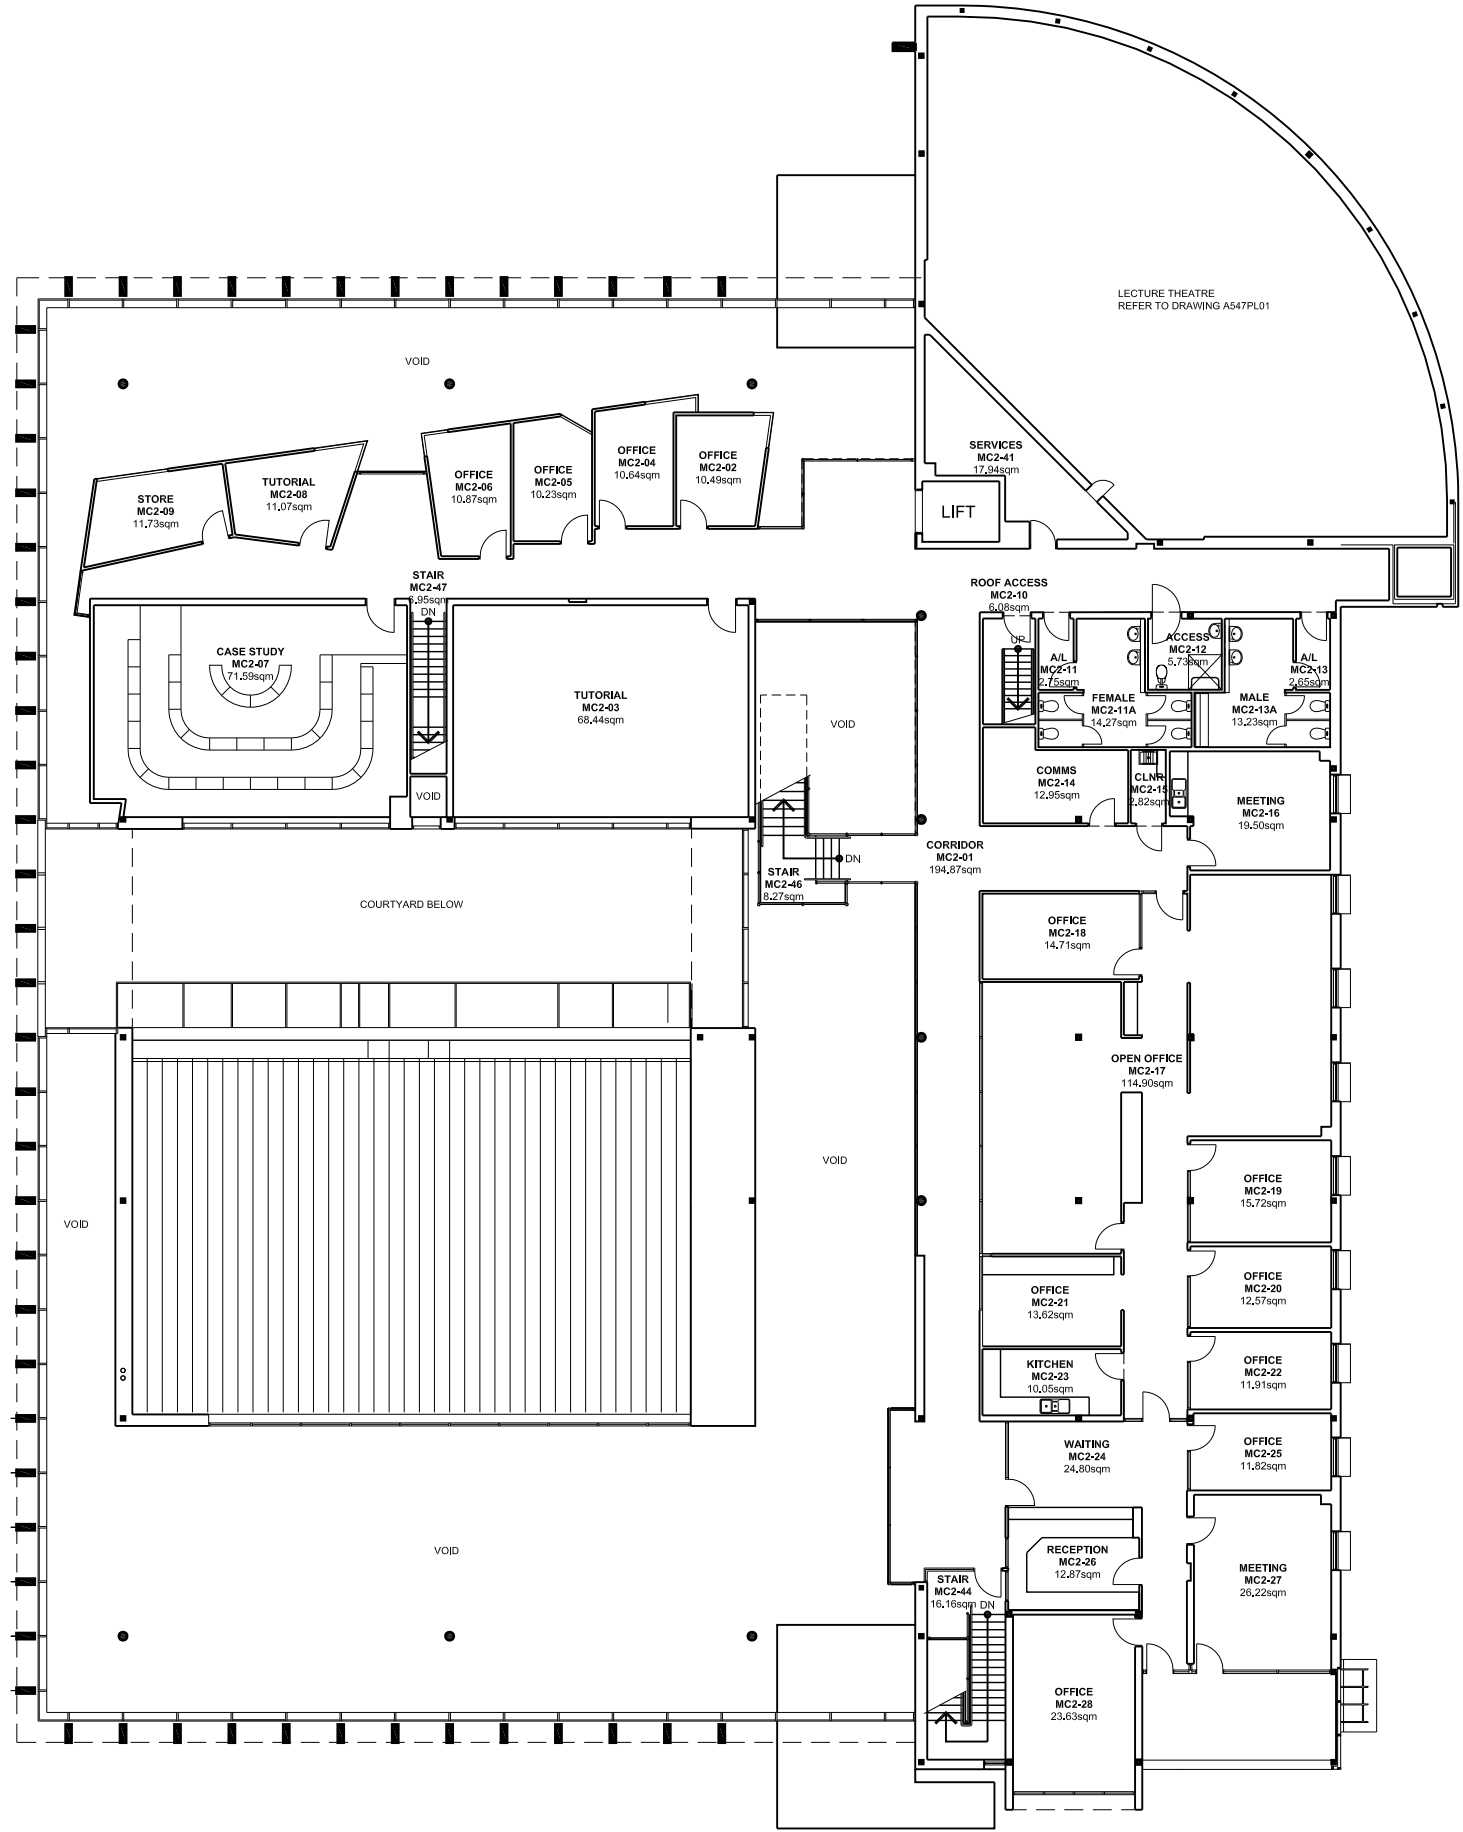 LECTURE THEATRE
REFER TO DRAWING A547PL01
VOID
SERVICES
MC2-41
17.94sqm
LIFT
OFFICE
MC2-04
10.64sqm
OFFICE
MC2-02
10.49sqm
OFFICE
MC2-05
10.23sqm
OFFICE
MC2-06
10.87sqm
TUTORIAL
MC2-08
11.07sqm
STORE
MC2-09
11.73sqm
STAIR
MC2-47
6.95sqm
DN
ROOF ACCESS
MC2-10
6.08sqm
UP
CASE STUDY
MC2-07
71.59sqm
TUTORIAL
MC2-03
68.44sqm
VOID
A/L
MC2-11
2.75sqm
FEMALE
MC2-11A
14.27sqm
ACCESS
MC2-12
5.73sqm
MALE
MC2-13A
13.23sqm
A/L
MC2-13
2.65sqm
VOID
COMMS
MC2-14
12.95sqm
CLNR
MC2-15
2.82sqm
MEETING
MC2-16
19.50sqm
CORRIDOR
MC2-01
194.87sqm
DN
STAIR
MC2-46
8.27sqm
COURTYARD BELOW
OFFICE
MC2-18
14.71sqm
OPEN OFFICE
MC2-17
114.90sqm
VOID
OFFICE
MC2-19
15.72sqm
VOID
OFFICE
MC2-21
13.62sqm
OFFICE
MC2-20
12.57sqm
KITCHEN
MC2-23
10.05sqm
OFFICE
MC2-22
11.91sqm
WAITING
MC2-24
24.80sqm
OFFICE
MC2-25
11.82sqm
VOID
RECEPTION
MC2-26
12.87sqm
MEETING
MC2-27
26.22sqm
STAIR
MC2-44
16.16sqm
DN
OFFICE
MC2-28
23.63sqm